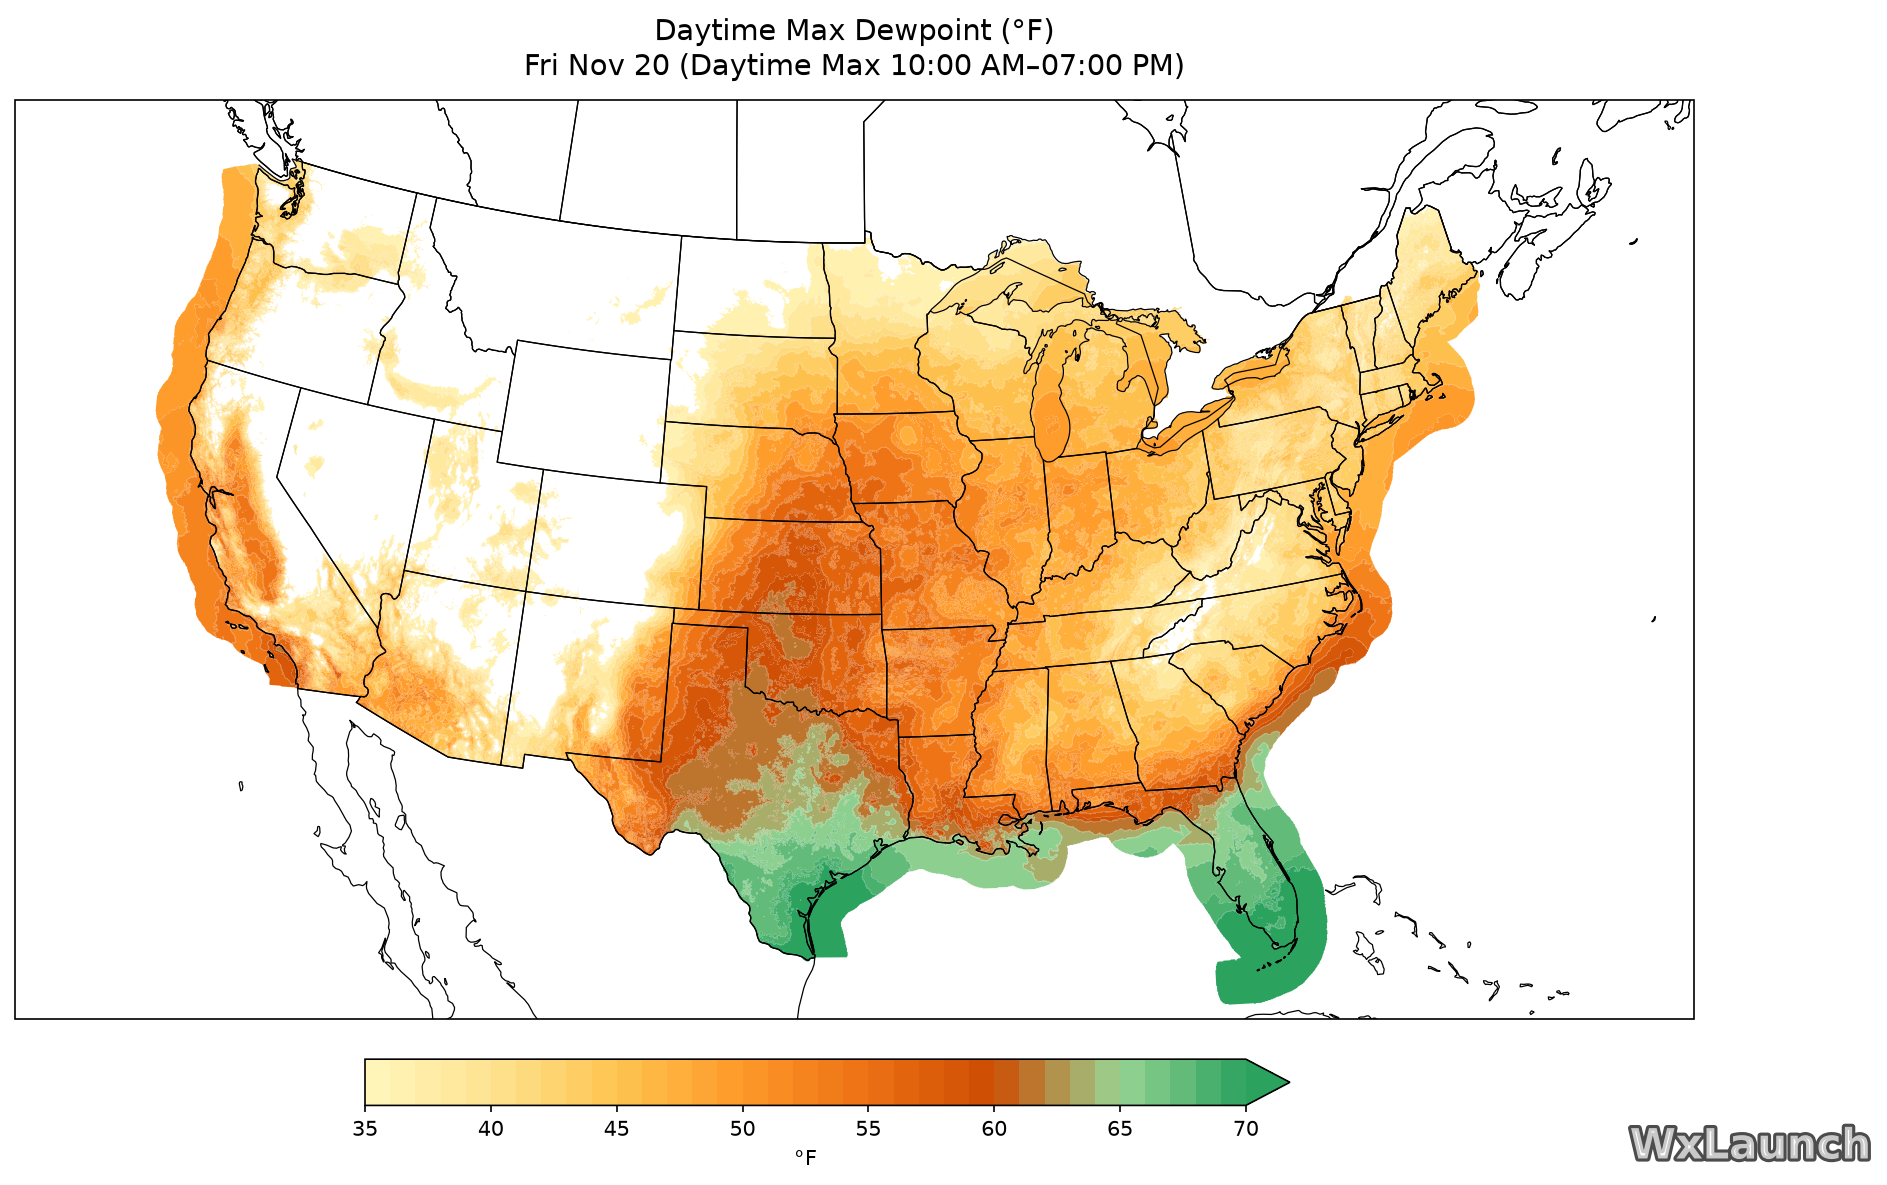 Daytime Max Dewpoint (°F)
Fri Nov 20 (Daytime Max 10:00 AM–07:00 PM)
35 40 45 50 55 60 65 70
°F
WxLaunch